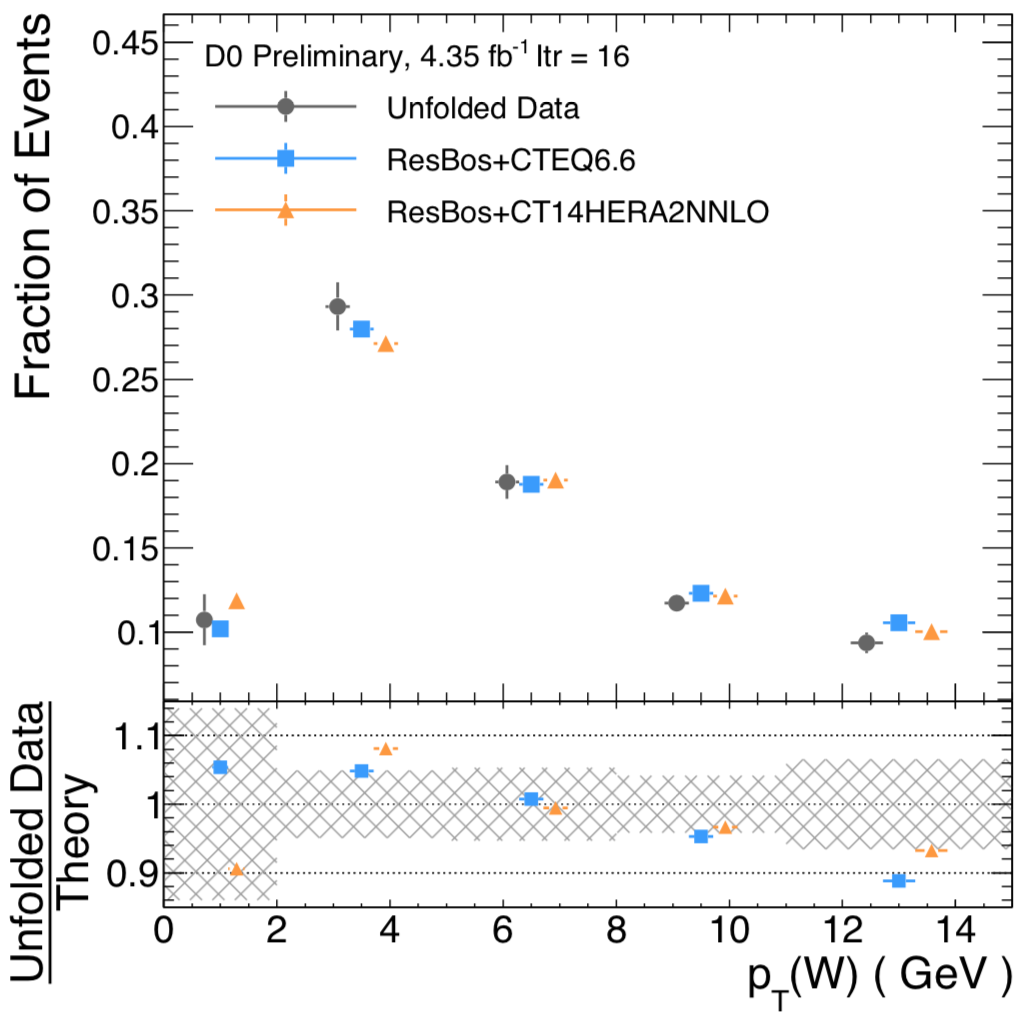 D0 Preliminary, 4.35 fb⁻¹ Itr = 16
Unfolded Data
ResBos+CTEQ6.6
ResBos+CT14HERA2NNLO
Fraction of Events
0.45
0.4
0.35
0.3
0.25
0.2
0.15
0.1
Unfolded Data
Theory
1.1
1
0.9
0 2 4 6 8 10 12 14
p_T(W) ( GeV )